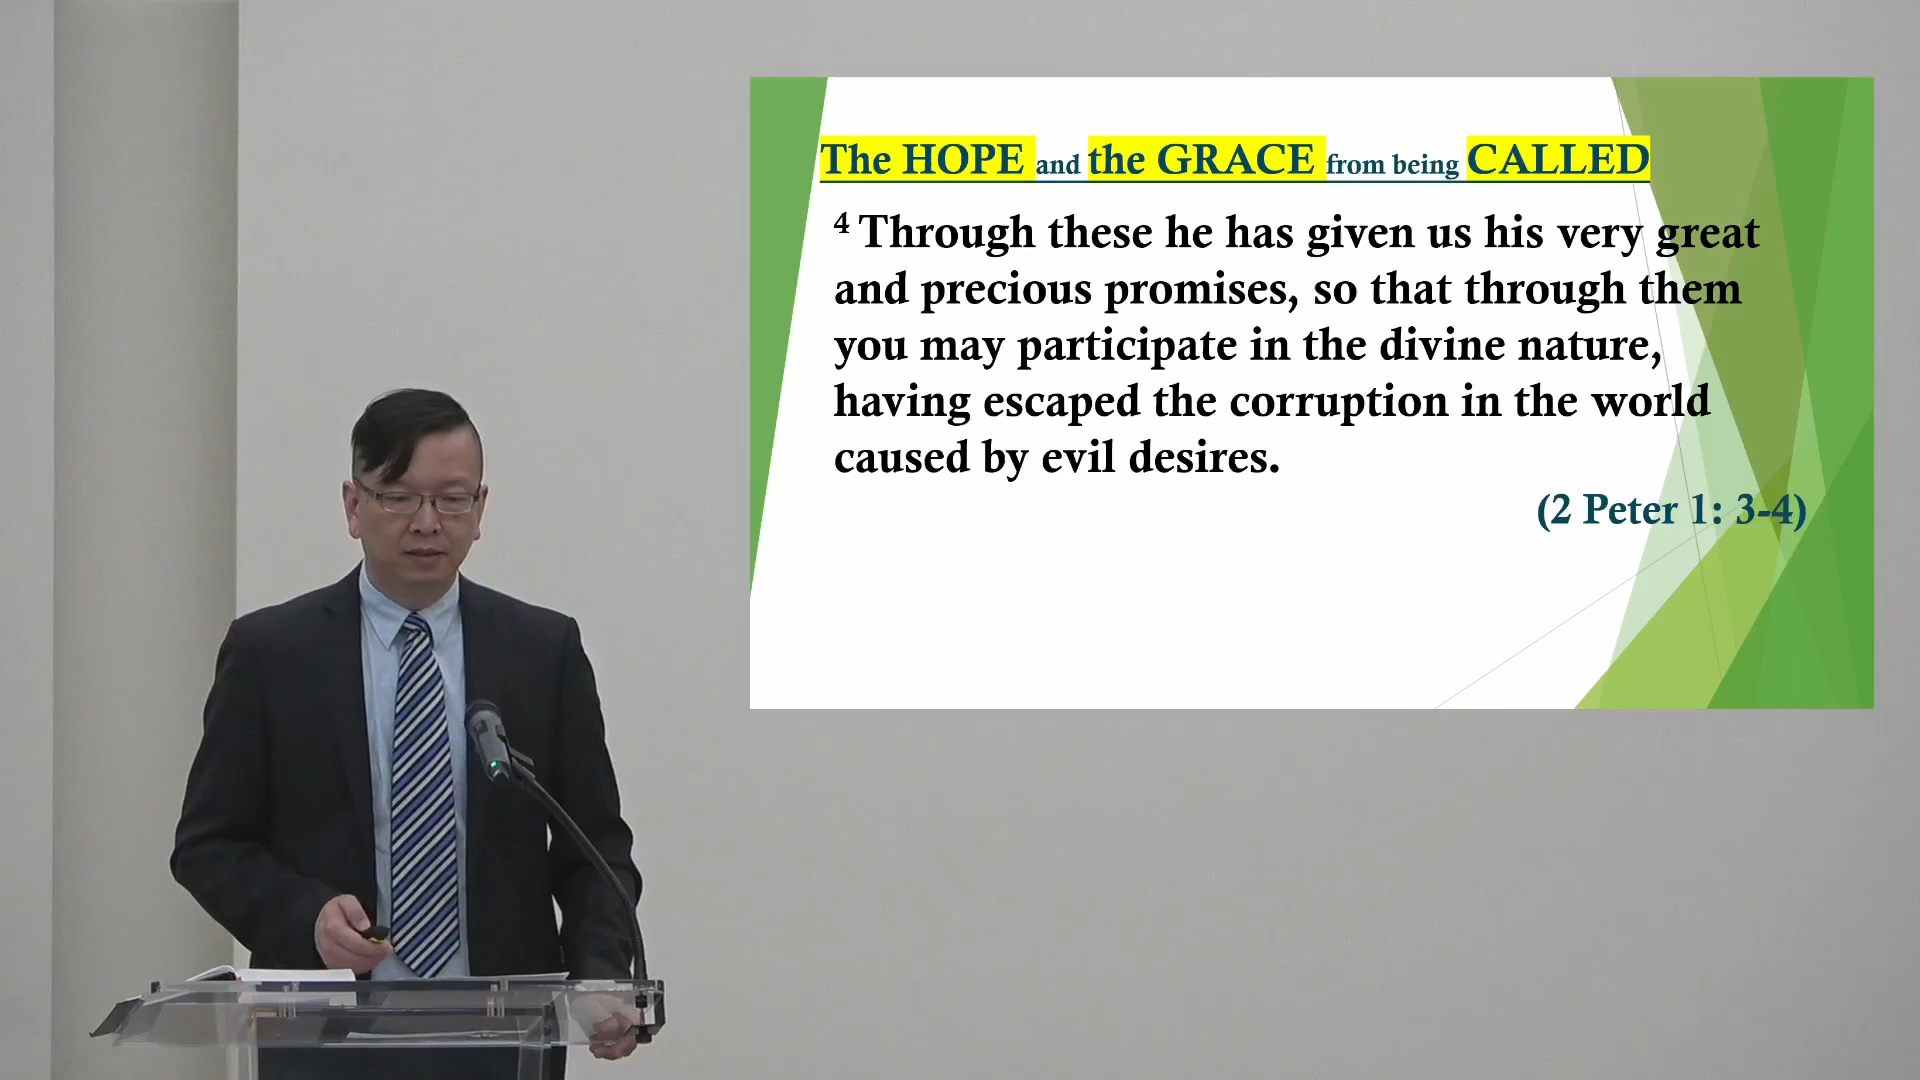 The HOPE and the GRACE from being CALLED
4 Through these he has given us his very great
and precious promises, so that through them
you may participate in the divine nature,
having escaped the corruption in the world
caused by evil desires.
(2 Peter 1: 3-4)